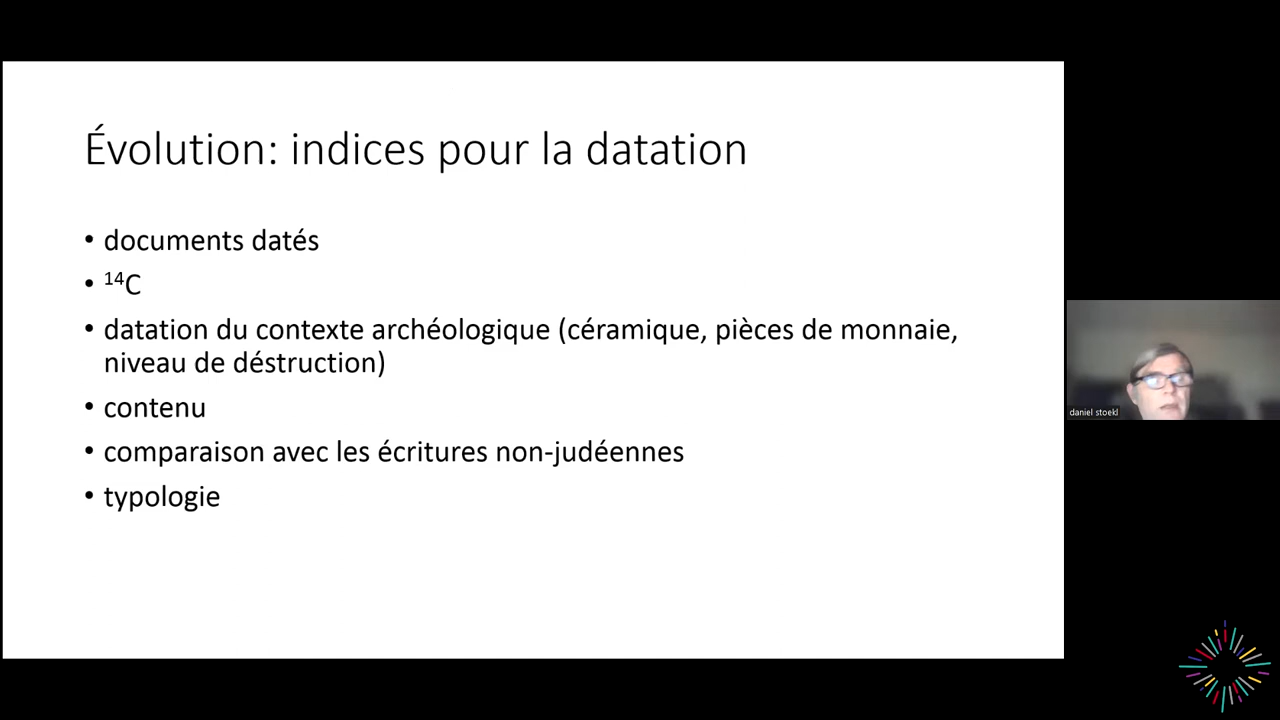 Évolution: indices pour la datation
• documents datés
• ¹⁴C
• datation du contexte archéologique (céramique, pièces de monnaie,
niveau de déstruction)
• contenu
• comparaison avec les écritures non-judéennes
• typologie
daniel stoekl